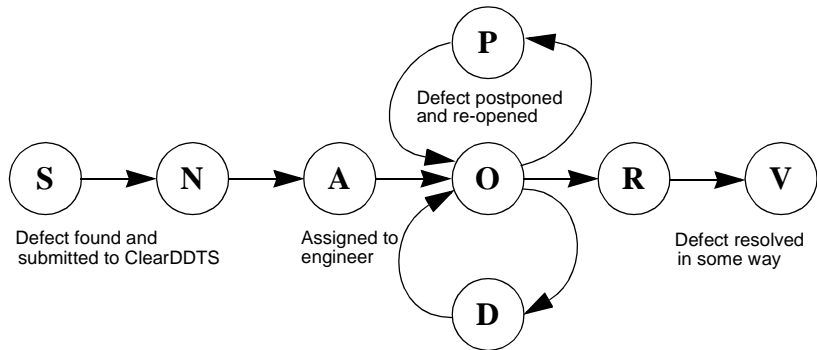 P
Defect postponed
and re-opened
S
N
A
O
R
V
Defect found and
submitted to ClearDDTS
Assigned to
engineer
Defect resolved
in some way
D